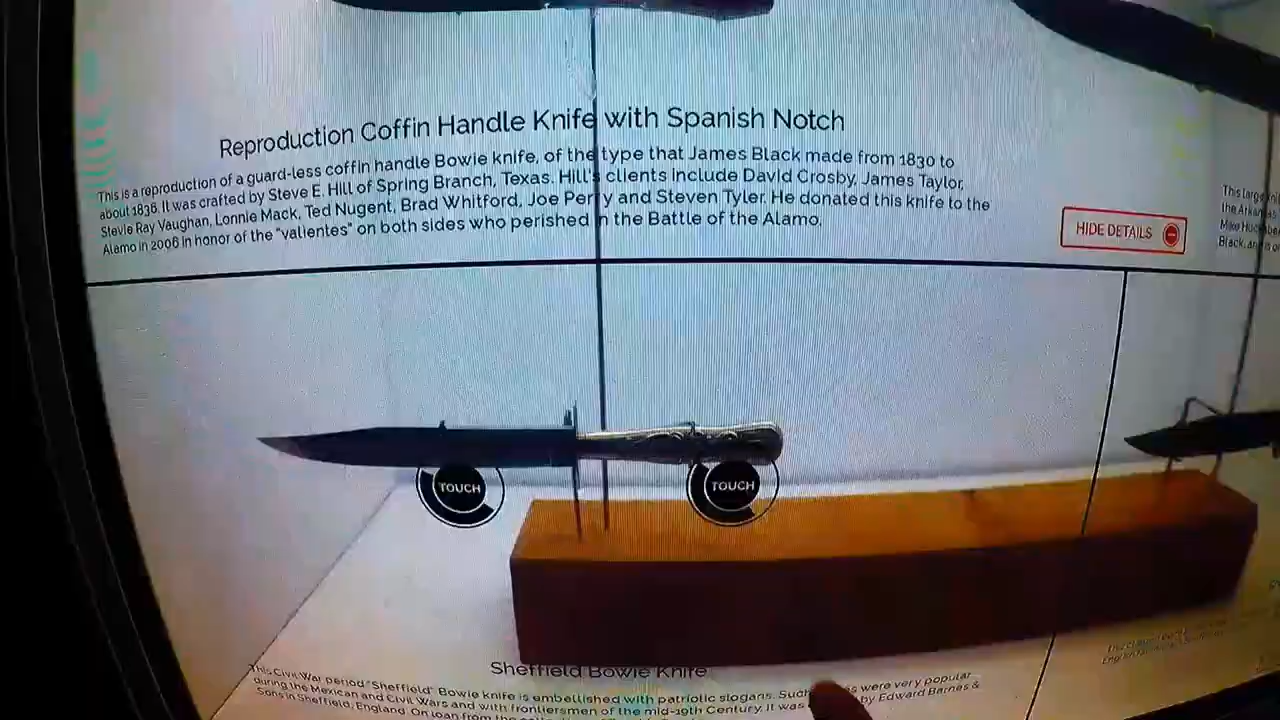 Reproduction Coffin Handle Knife with Spanish Notch
This is a reproduction of a guard-less coffin handle Bowie knife, of the type that James Black made from 1830 to
about 1836. It was crafted by Steve E. Hill of Spring Branch, Texas. Hill's clients include David Crosby, James Taylor,
Stevie Ray Vaughan, Lonnie Mack, Ted Nugent, Brad Whitford, Joe Perry and Steven Tyler. He donated this knife to the
Alamo in 2006 in honor of the "valientes" on both sides who perished in the Battle of the Alamo.
HIDE DETAILS
This large
the
Mike
Black,
TOUCH
TOUCH
Sheffield Bowie Knife
This Civil War period "Sheffield" Bowie knife is embellished with patriotic slogans. Such were very popular
during the Mexican and Civil Wars and with frontiersmen of the mid-19th Century. It was by Edward Barnes &
Sons in Sheffield, England. On loan from the